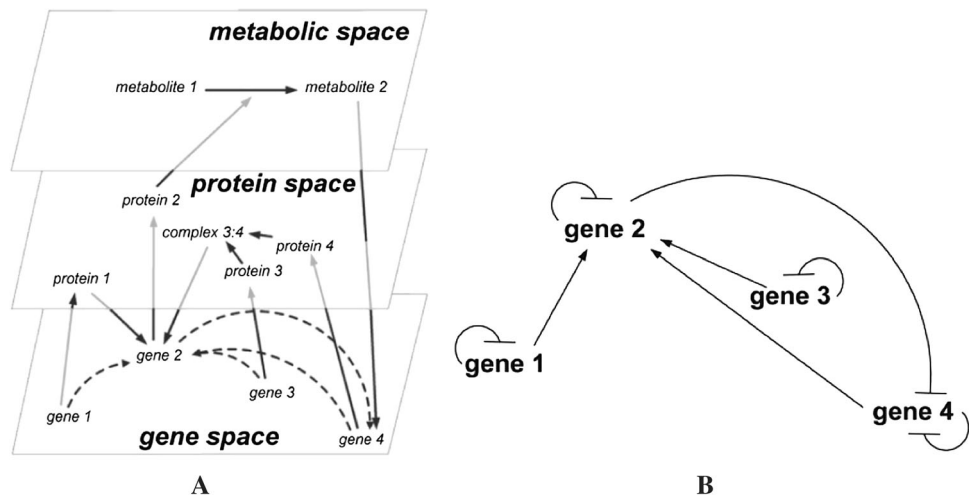 metabolic space
metabolite 1
metabolite 2
protein space
protein 2
complex 3:4
protein 4
protein 3
protein 1
gene 2
gene 3
gene 1
gene 4
gene space
A
gene 2
gene 3
gene 1
gene 4
B